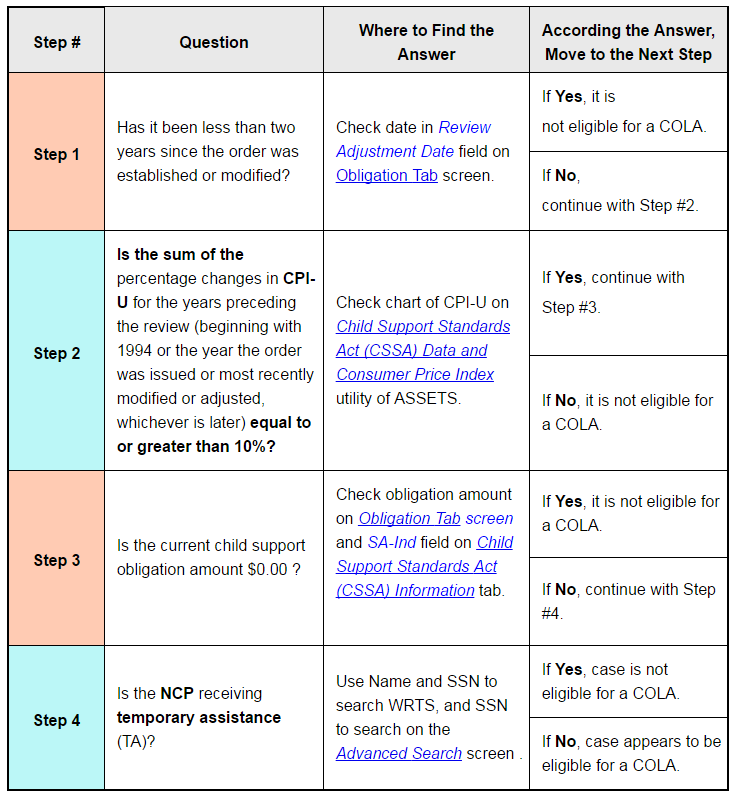 Step #
Question
Where to Find the
Answer
According the Answer,
Move to the Next Step
Step 1
Has it been less than two
years since the order was
established or modified?
Check date in Review
Adjustment Date field on
Obligation Tab screen.
If Yes, it is
not eligible for a COLA.
If No,
continue with Step #2.
Step 2
Is the sum of the
percentage changes in CPI-
U for the years preceding
the review (beginning with
1994 or the year the order
was issued or most recently
modified or adjusted,
whichever is later) equal to
or greater than 10%?
Check chart of CPI-U on
Child Support Standards
Act (CSSA) Data and
Consumer Price Index
utility of ASSETS.
If Yes, continue with
Step #3.
If No, it is not eligible for
a COLA.
Step 3
Is the current child support
obligation amount $0.00 ?
Check obligation amount
on Obligation Tab screen
and SA-Ind field on Child
Support Standards Act
(CSSA) Information tab.
If Yes, it is not eligible for
a COLA.
If No, continue with Step
#4.
Step 4
Is the NCP receiving
temporary assistance
(TA)?
Use Name and SSN to
search WRTS, and SSN
to search on the
Advanced Search screen .
If Yes, case is not
eligible for a COLA.
If No, case appears to be
eligible for a COLA.